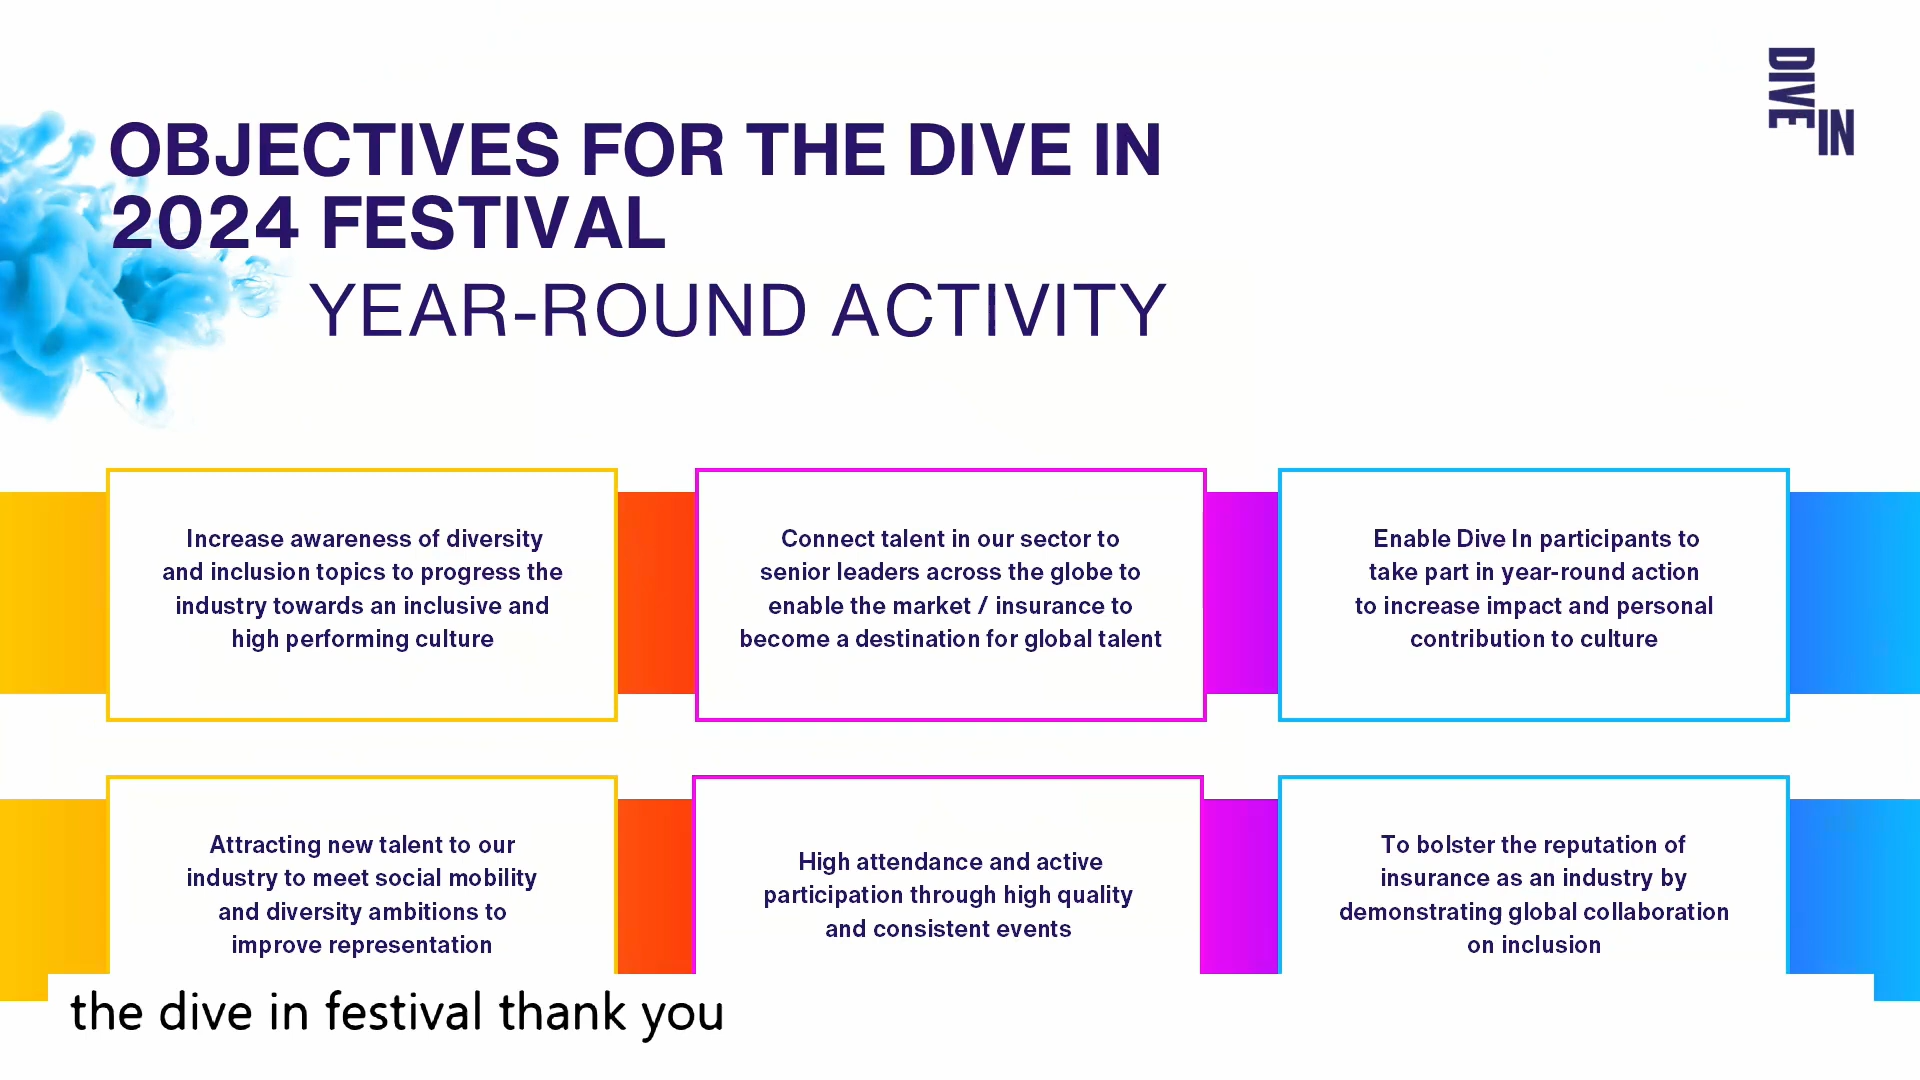 DIVE
IN
OBJECTIVES FOR THE DIVE IN
2024 FESTIVAL
YEAR-ROUND ACTIVITY
Increase awareness of diversity
and inclusion topics to progress the
industry towards an inclusive and
high performing culture
Connect talent in our sector to
senior leaders across the globe to
enable the market / insurance to
become a destination for global talent
Enable Dive In participants to
take part in year-round action
to increase impact and personal
contribution to culture
Attracting new talent to our
industry to meet social mobility
and diversity ambitions to
improve representation
High attendance and active
participation through high quality
and consistent events
To bolster the reputation of
insurance as an industry by
demonstrating global collaboration
on inclusion
the dive in festival thank you